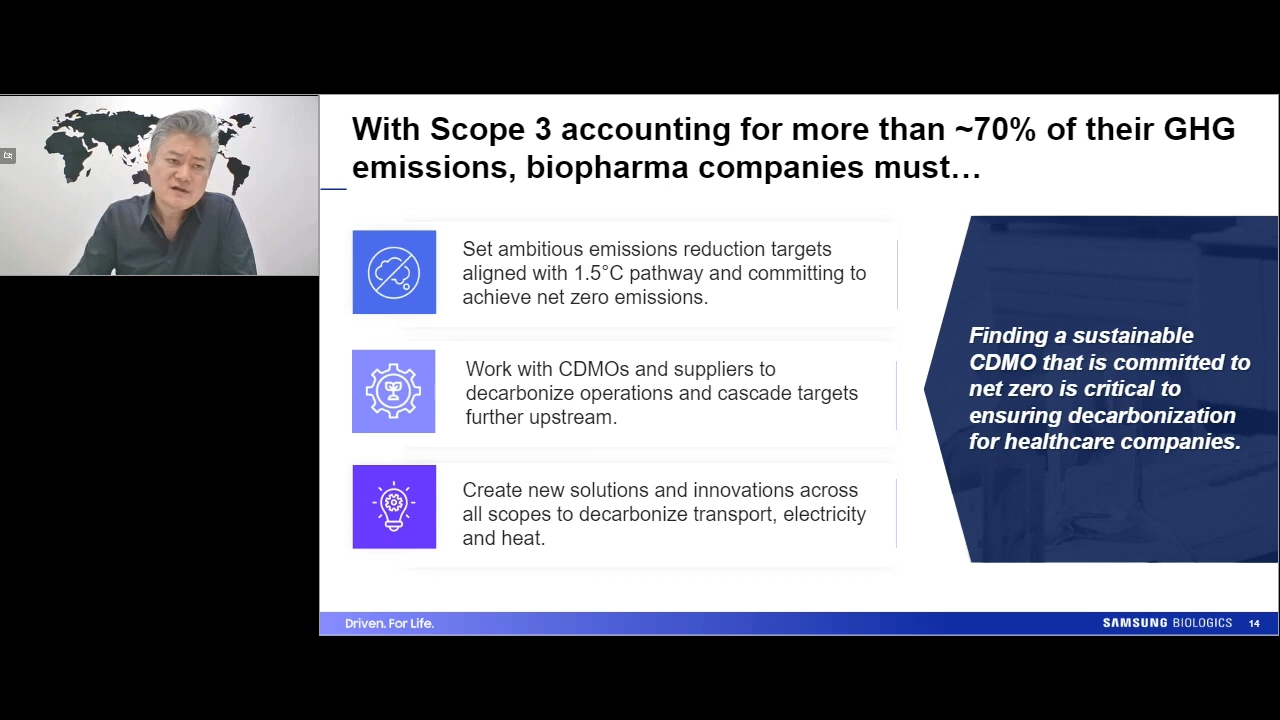 With Scope 3 accounting for more than ~70% of their GHG
emissions, biopharma companies must…
Set ambitious emissions reduction targets
aligned with 1.5°C pathway and committing to
achieve net zero emissions.
Work with CDMOs and suppliers to
decarbonize operations and cascade targets
further upstream.
Create new solutions and innovations across
all scopes to decarbonize transport, electricity
and heat.
Finding a sustainable
CDMO that is committed to
net zero is critical to
ensuring decarbonization
for healthcare companies.
Driven. For Life.
SAMSUNG BIOLOGICS 14